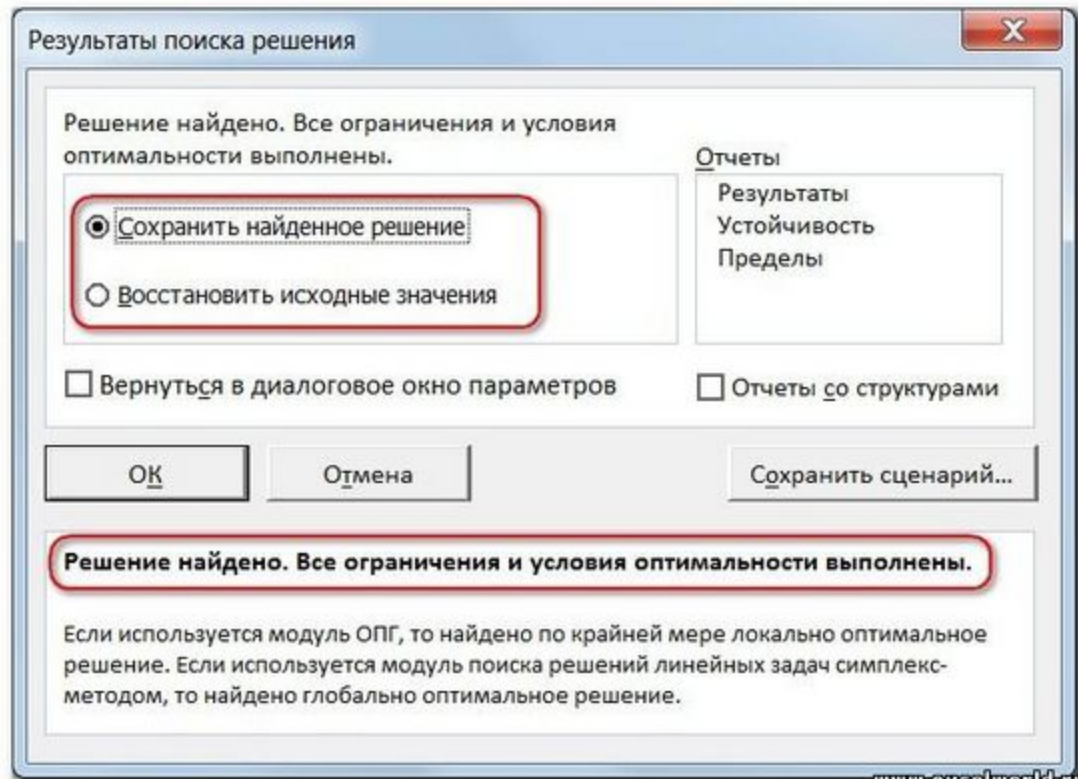 Результаты поиска решения
Решение найдено. Все ограничения и условия
оптимальности выполнены.
Отчеты
Сохранить найденное решение
Восстановить исходные значения
Результаты
Устойчивость
Пределы
Вернуться в диалоговое окно параметров
Отчеты со структурами
ОК
Отмена
Сохранить сценарий...
Решение найдено. Все ограничения и условия оптимальности выполнены.
Если используется модуль ОПГ, то найдено по крайней мере локально оптимальное
решение. Если используется модуль поиска решений линейных задач симплекс-
методом, то найдено глобально оптимальное решение.